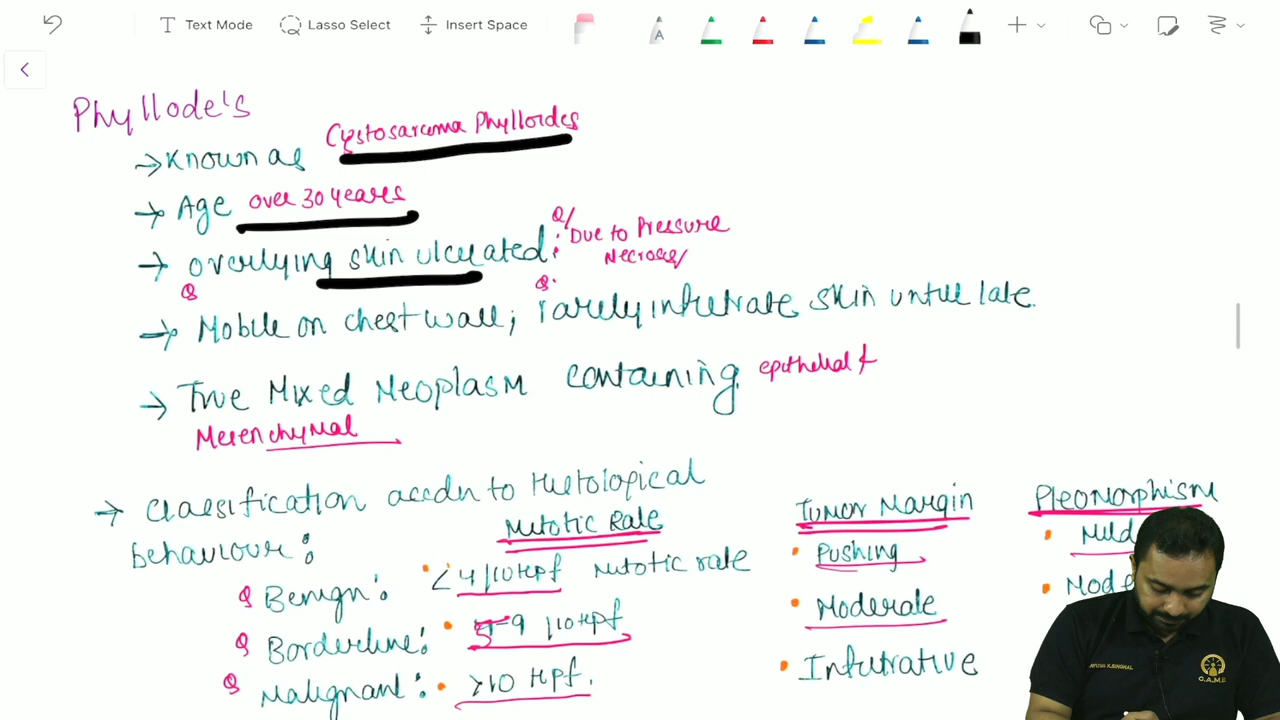 Text Mode Lasso Select Insert Space
A
Phyllode's
→ Known as Cystosarcoma Phylloides
→ Age over 30 years
→ overlying skin ulcerated: Due to Pressure
Necrosis
→ Mobile on chest wall; rarely infiltrate skin untill late.
→ True Mixed Neoplasm containing epithelial +
Mesenchymal
→ Classification accdn to Histological
behaviour: Mitotic Rate Tumor Margin Pleomorphism
Q Benign: • <4/10 Hpf Mitotic rate • Pushing • Mild
Q Borderline: • 5-9 /10 Hpf • Moderate • Mode
Q Malignant: • >10 Hpf. • Infiltrative
G.A.M.S